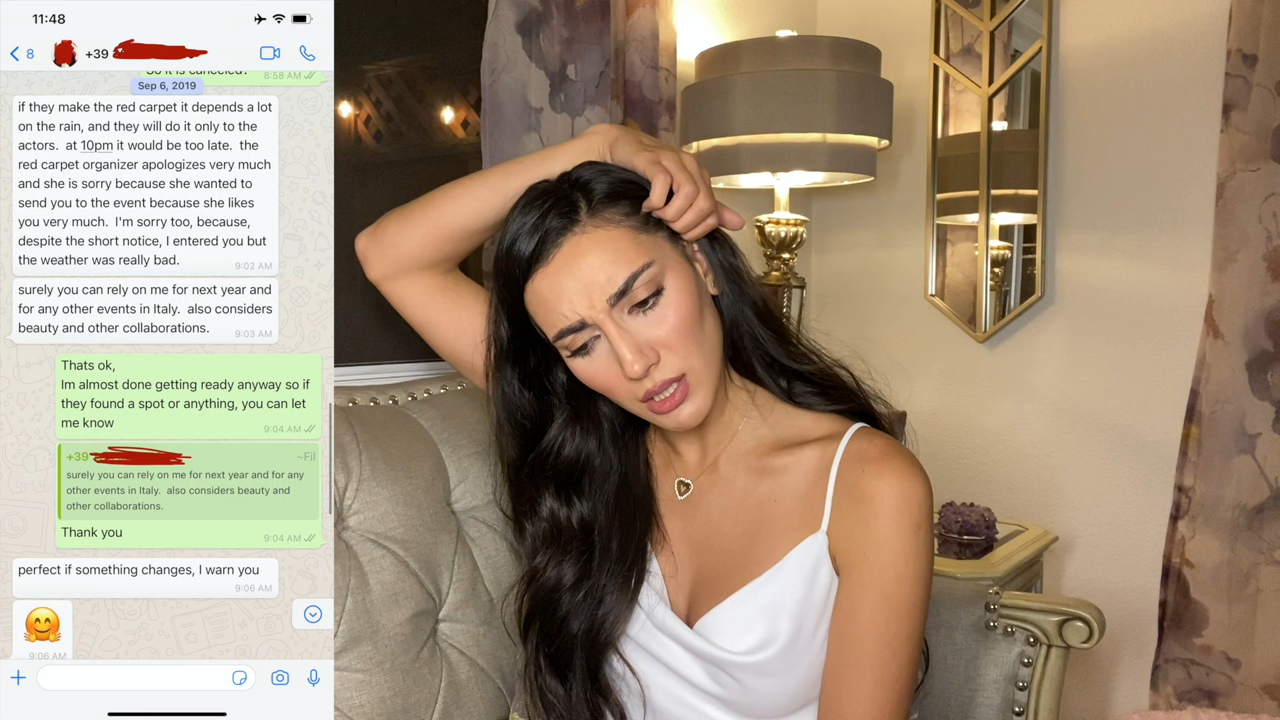 11:48
8
+39
So it is canceled?
8:58 AM
Sep 6, 2019
if they make the red carpet it depends a lot
on the rain, and they will do it only to the
actors. at 10pm it would be too late. the
red carpet organizer apologizes very much
and she is sorry because she wanted to
send you to the event because she likes
you very much. I'm sorry too, because,
despite the short notice, I entered you but
the weather was really bad.
9:02 AM
surely you can rely on me for next year and
for any other events in Italy. also considers
beauty and other collaborations.
9:03 AM
Thats ok,
Im almost done getting ready anyway so if
they found a spot or anything, you can let
me know
9:04 AM
+39
~Fil
surely you can rely on me for next year and for any
other events in Italy. also considers beauty and
other collaborations.
Thank you
9:04 AM
perfect if something changes, I warn you
9:06 AM
9:06 AM